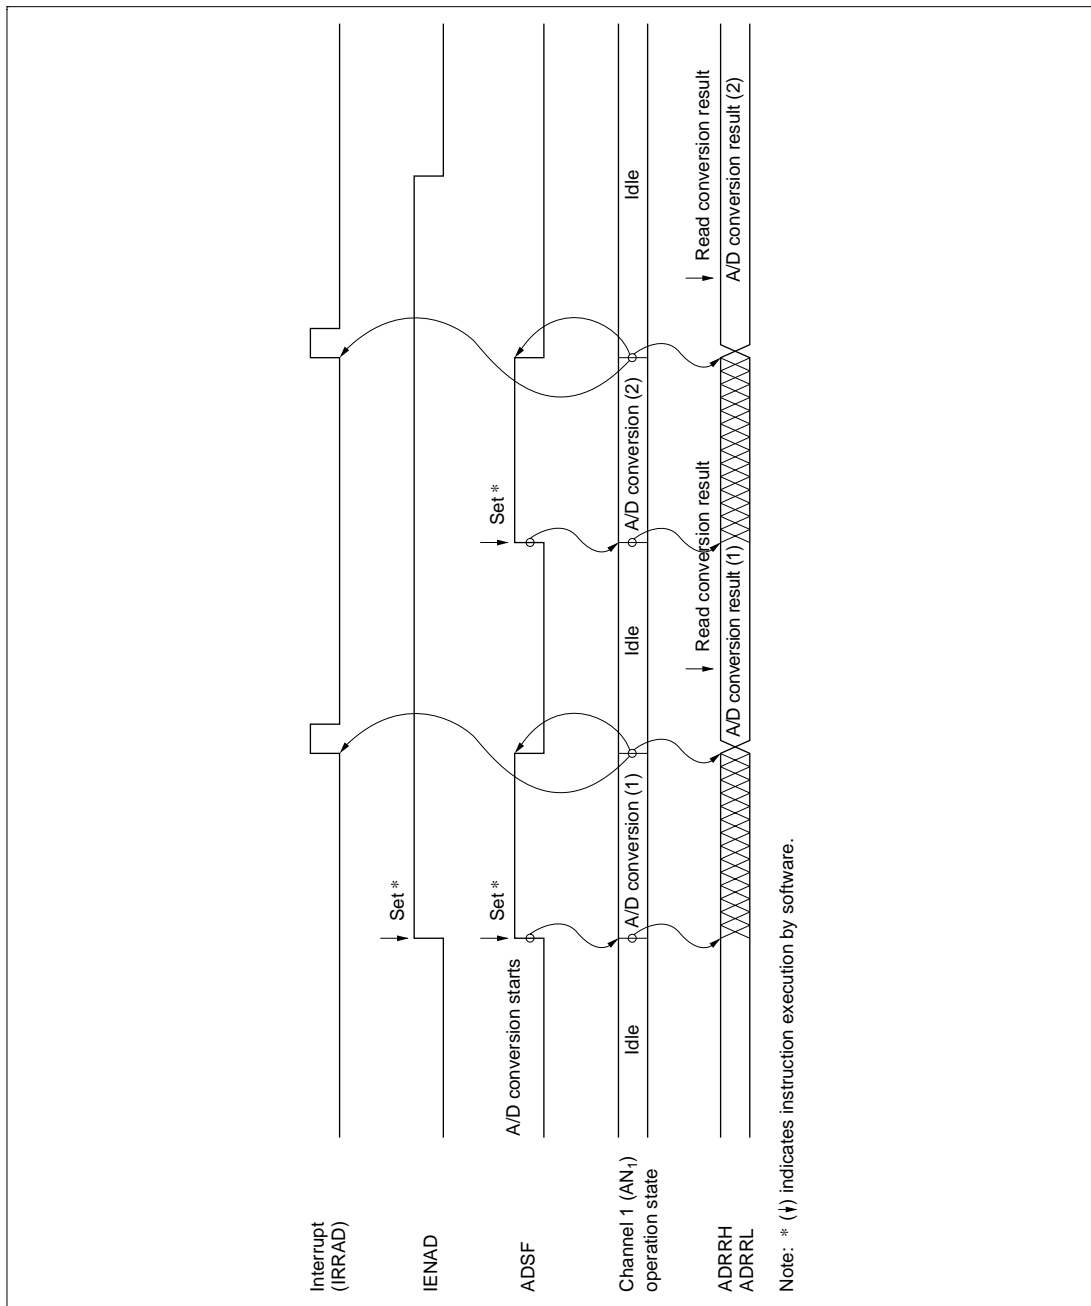 Interrupt
(IRRAD)
IENAD
Set *
ADSF
A/D conversion starts
Set *
Set *
Channel 1 (AN₁)
operation state
Idle
A/D conversion (1)
Idle
A/D conversion (2)
Idle
Read conversion result
Read conversion result
ADRRH
ADRRL
A/D conversion result (1)
A/D conversion result (2)
Note: * (↓) indicates instruction execution by software.